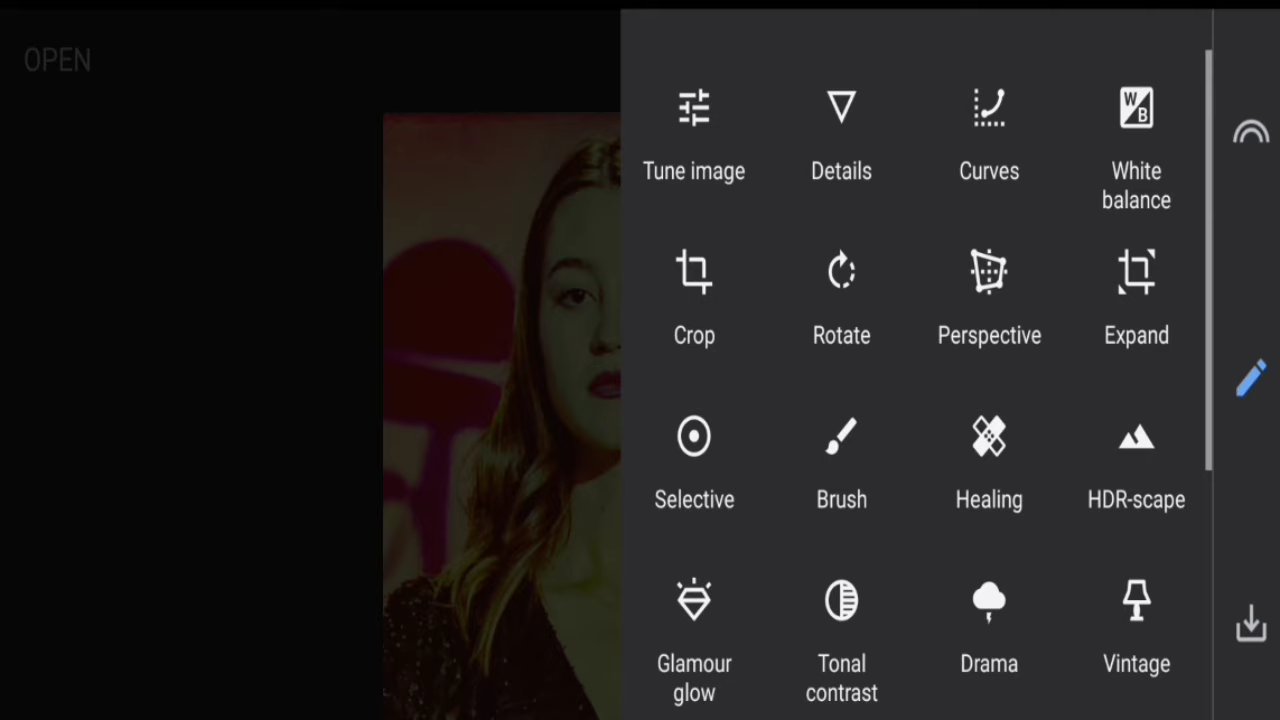 OPEN
Tune image
Details
Curves
W
B
White
balance
Crop
Rotate
Perspective
Expand
Selective
Brush
Healing
HDR-scape
Glamour
glow
Tonal
contrast
Drama
Vintage